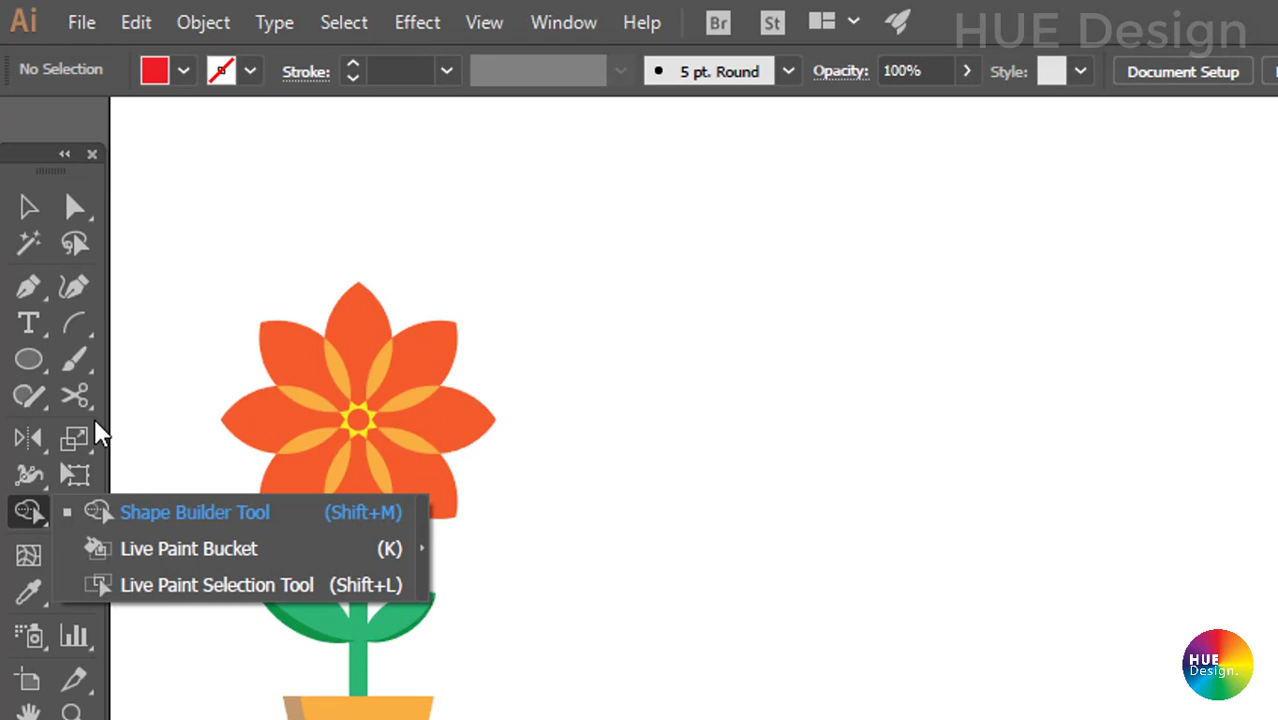 Ai File Edit Object Type Select Effect View Window Help Br St HUE Design
No Selection Stroke: 5 pt. Round Opacity: 100% Style: Document Setup
T
Shape Builder Tool (Shift+M)
Live Paint Bucket (K)
Live Paint Selection Tool (Shift+L)
HUE
Design.